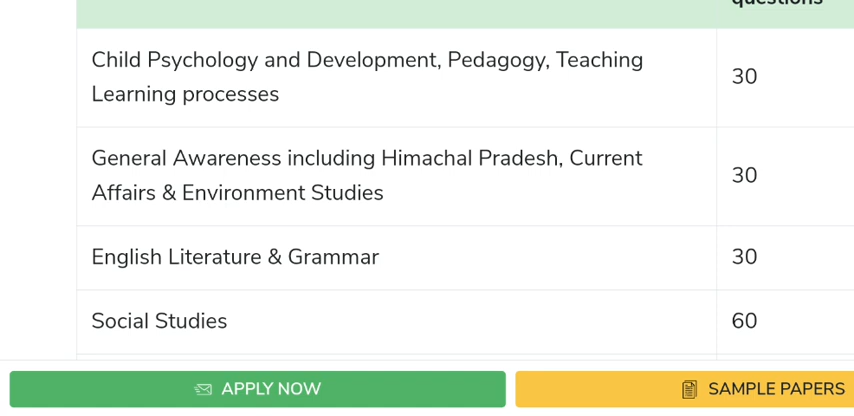 questions
Child Psychology and Development, Pedagogy, Teaching
Learning processes
30
General Awareness including Himachal Pradesh, Current
Affairs & Environment Studies
30
English Literature & Grammar
30
Social Studies
60
APPLY NOW
SAMPLE PAPERS